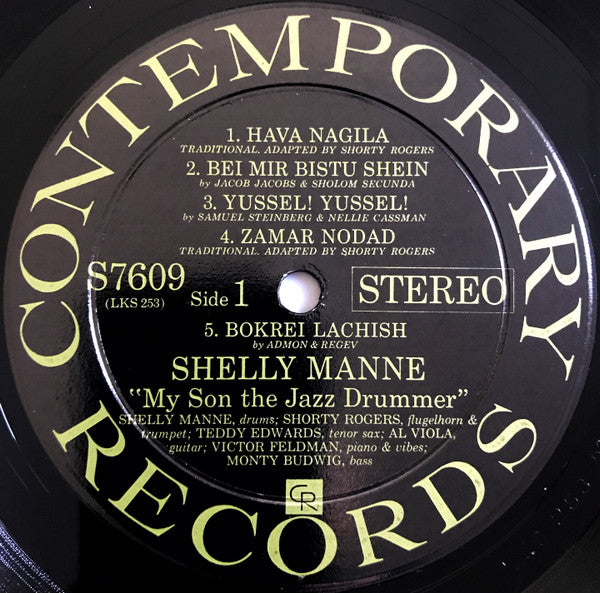 CONTEMPORARY
1. HAVA NAGILA
TRADITIONAL. ADAPTED BY SHORTY ROGERS
2. BEI MIR BISTU SHEIN
by JACOB JACOBS & SHOLOM SECUNDA
3. YUSSEL! YUSSEL!
by SAMUEL STEINBERG & NELLIE CASSMAN
4. ZAMAR NODAD
TRADITIONAL. ADAPTED BY SHORTY ROGERS
S7609
(LKS 253)
Side 1
STEREO
5. BOKREI LACHISH
by ADMON & REGEV
SHELLY MANNE
"My Son the Jazz Drummer"
SHELLY MANNE, drums; SHORTY ROGERS, flugelhorn &
trumpet; TEDDY EDWARDS, tenor sax; AL VIOLA,
guitar; VICTOR FELDMAN, piano & vibes;
MONTY BUDWIG, bass
CR
RECORDS